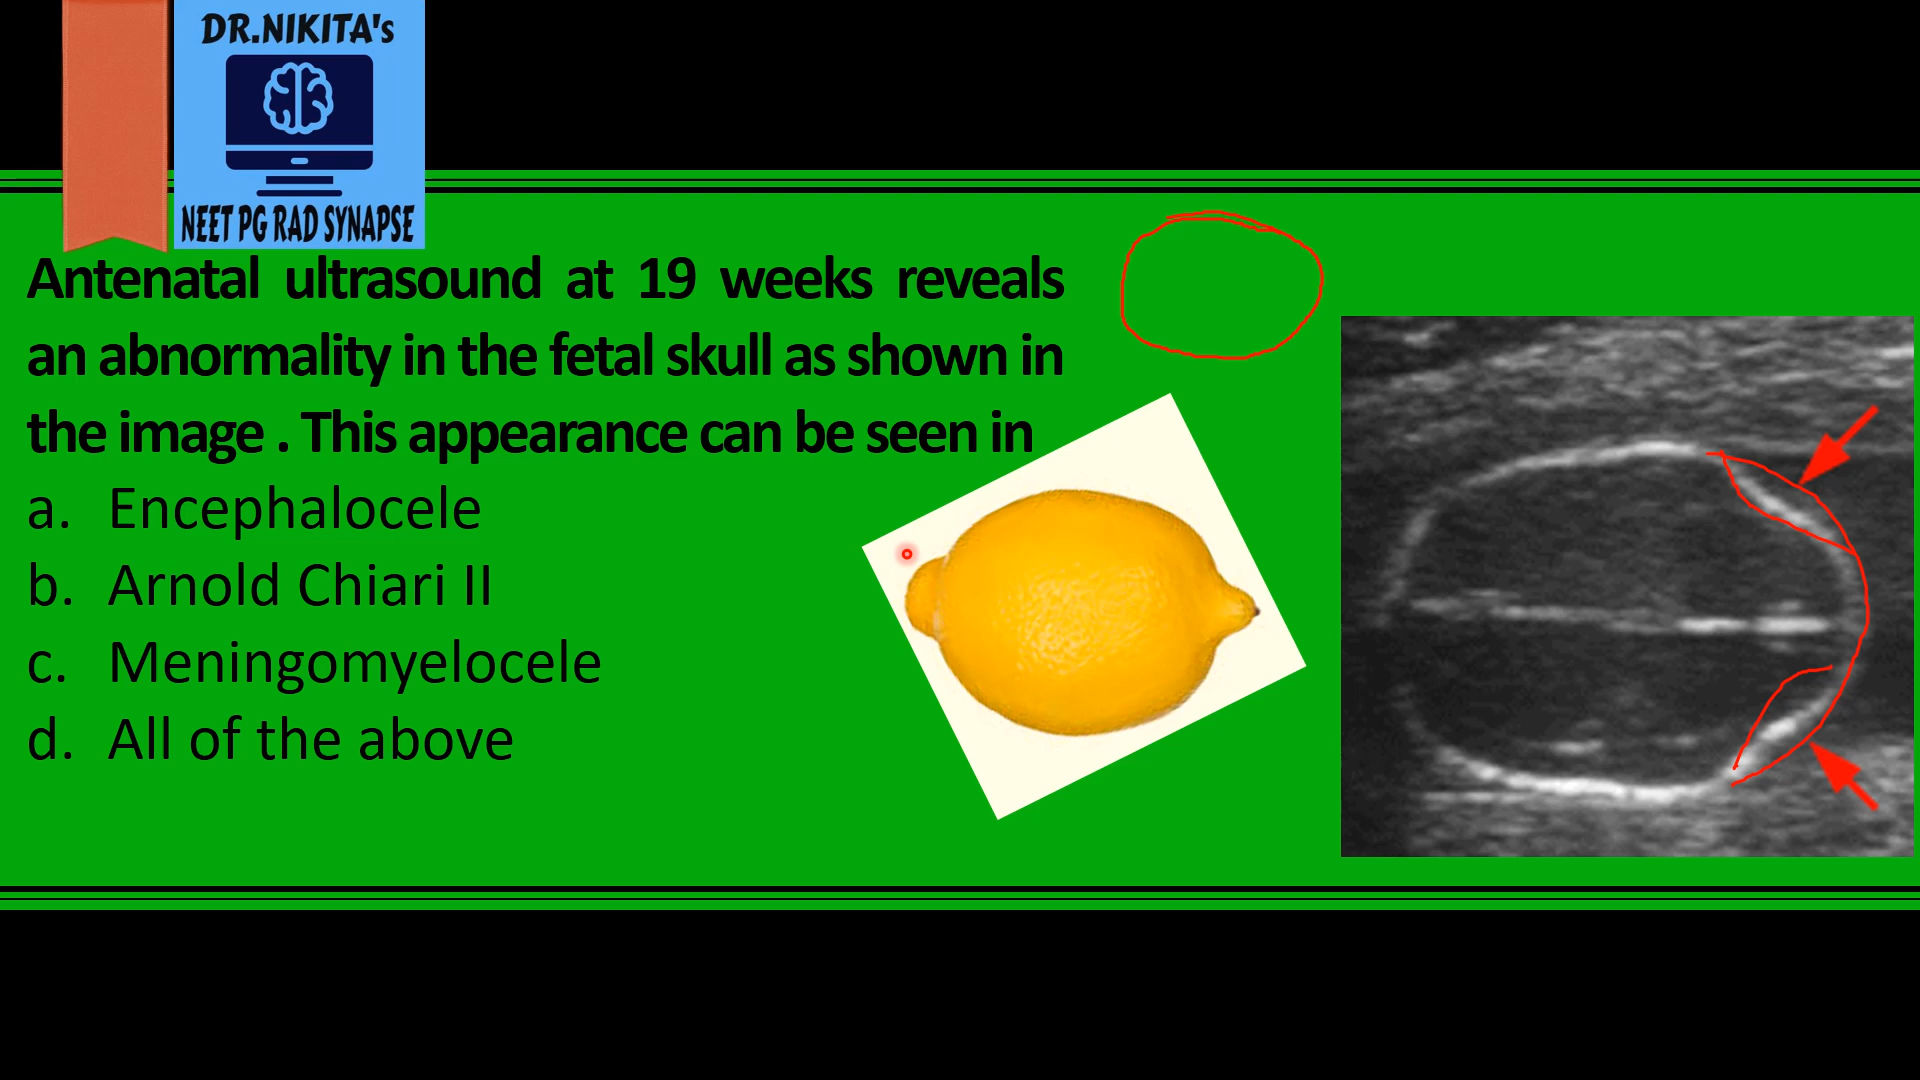 DR.NIKITA's
NEET PG RAD SYNAPSE
Antenatal ultrasound at 19 weeks reveals
an abnormality in the fetal skull as shown in
the image . This appearance can be seen in
a. Encephalocele
b. Arnold Chiari II
c. Meningomyelocele
d. All of the above